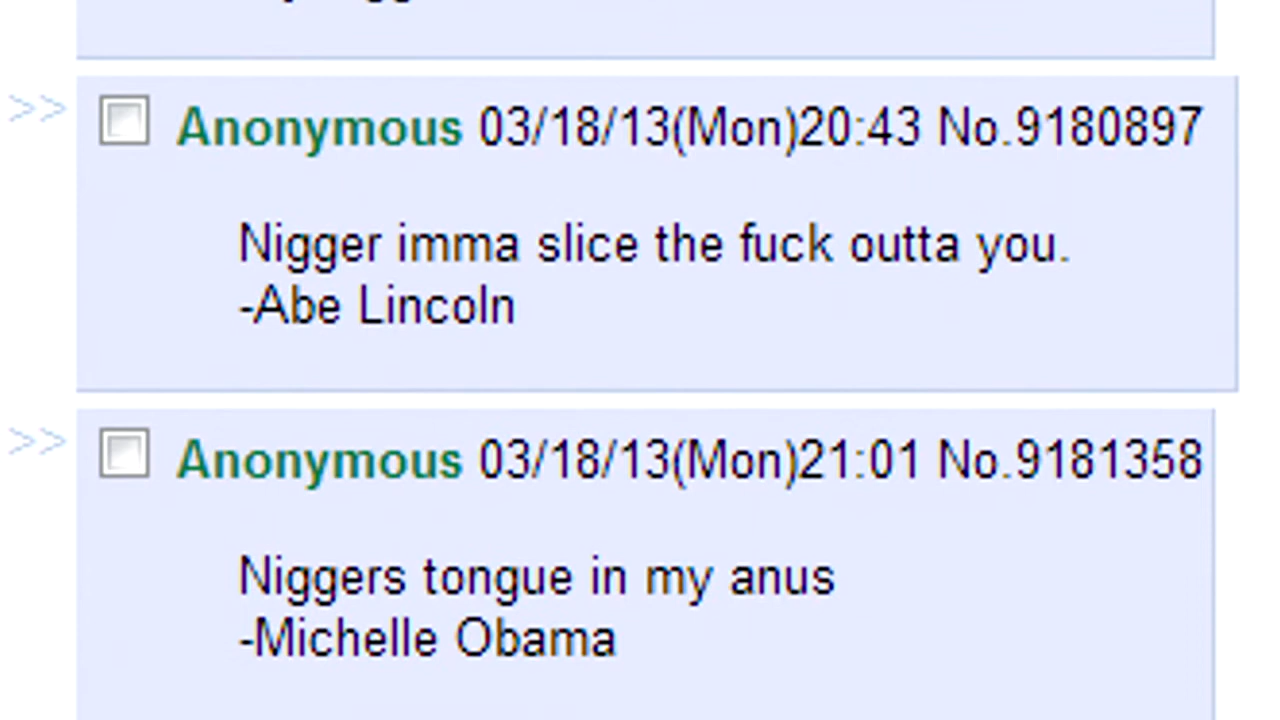 >> Anonymous 03/18/13(Mon)20:43 No.9180897
Nigger imma slice the fuck outta you.
-Abe Lincoln
>> Anonymous 03/18/13(Mon)21:01 No.9181358
Niggers tongue in my anus
-Michelle Obama